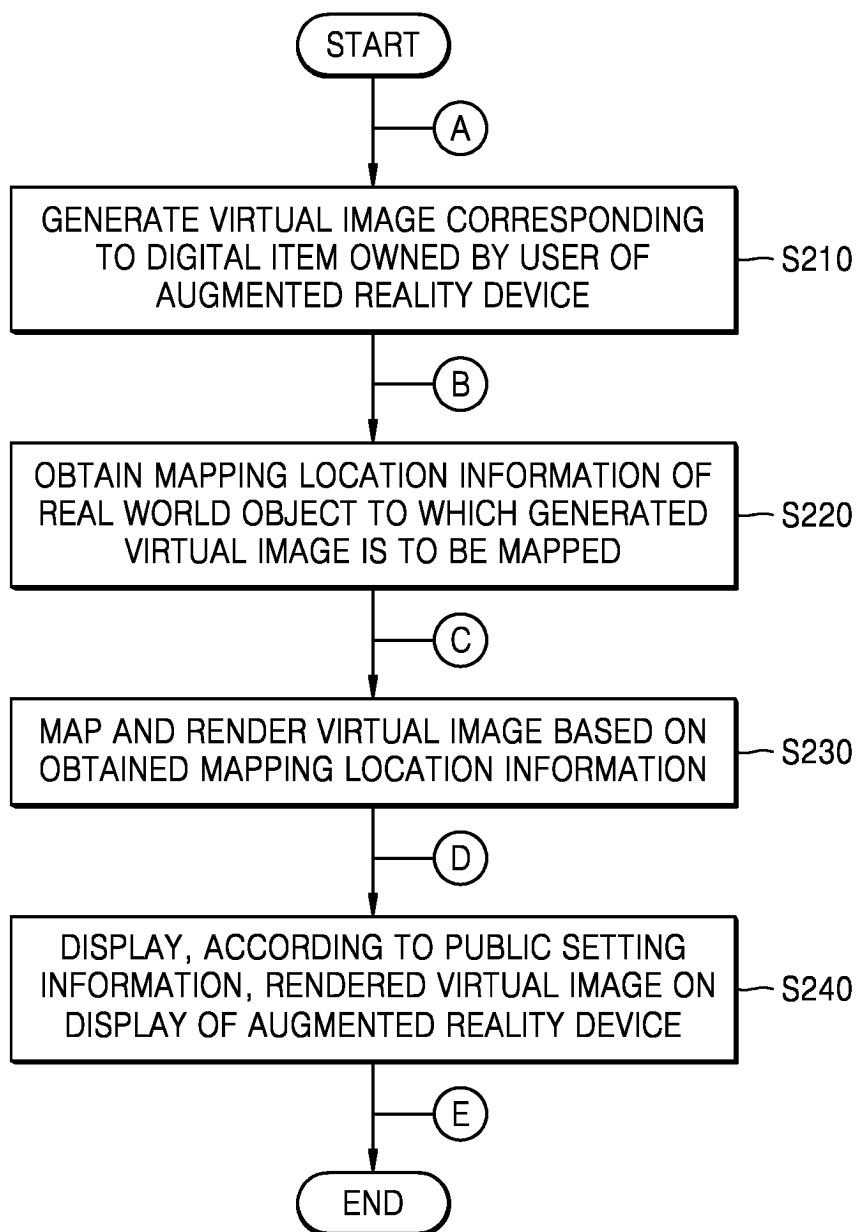 START
A
GENERATE VIRTUAL IMAGE CORRESPONDING
TO DIGITAL ITEM OWNED BY USER OF
AUGMENTED REALITY DEVICE
S210
B
OBTAIN MAPPING LOCATION INFORMATION OF
REAL WORLD OBJECT TO WHICH GENERATED
VIRTUAL IMAGE IS TO BE MAPPED
S220
C
MAP AND RENDER VIRTUAL IMAGE BASED ON
OBTAINED MAPPING LOCATION INFORMATION
S230
D
DISPLAY, ACCORDING TO PUBLIC SETTING
INFORMATION, RENDERED VIRTUAL IMAGE ON
DISPLAY OF AUGMENTED REALITY DEVICE
S240
E
END